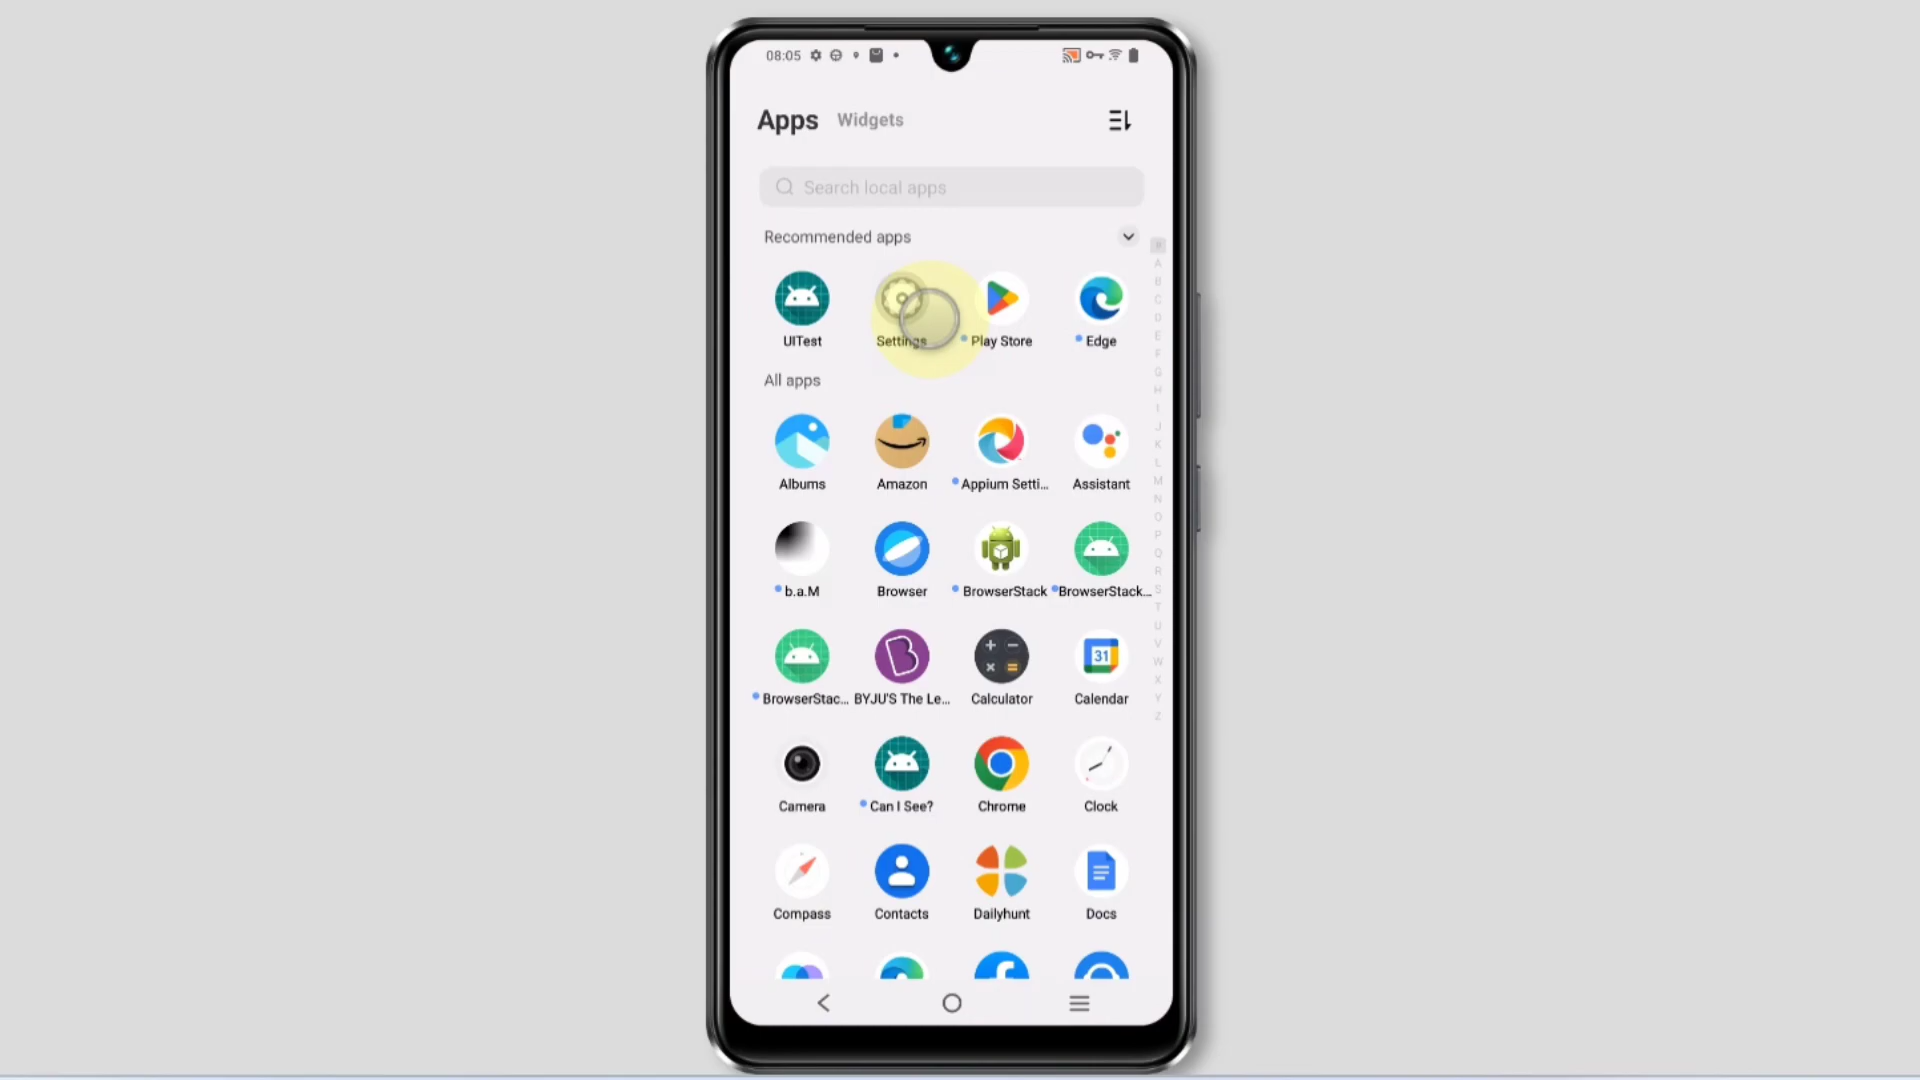 08:05
Apps Widgets
Search local apps
Recommended apps
UITest Settings Play Store Edge
All apps
Albums Amazon Appium Setti... Assistant
b.a.M Browser BrowserStack BrowserStack...
31
BrowserStac... BYJU'S The Le... Calculator Calendar
Camera Can I See? Chrome Clock
Compass Contacts Dailyhunt Docs
A
B
C
D
E
F
G
H
I
J
K
L
M
N
O
P
Q
R
S
T
U
V
W
X
Y
Z